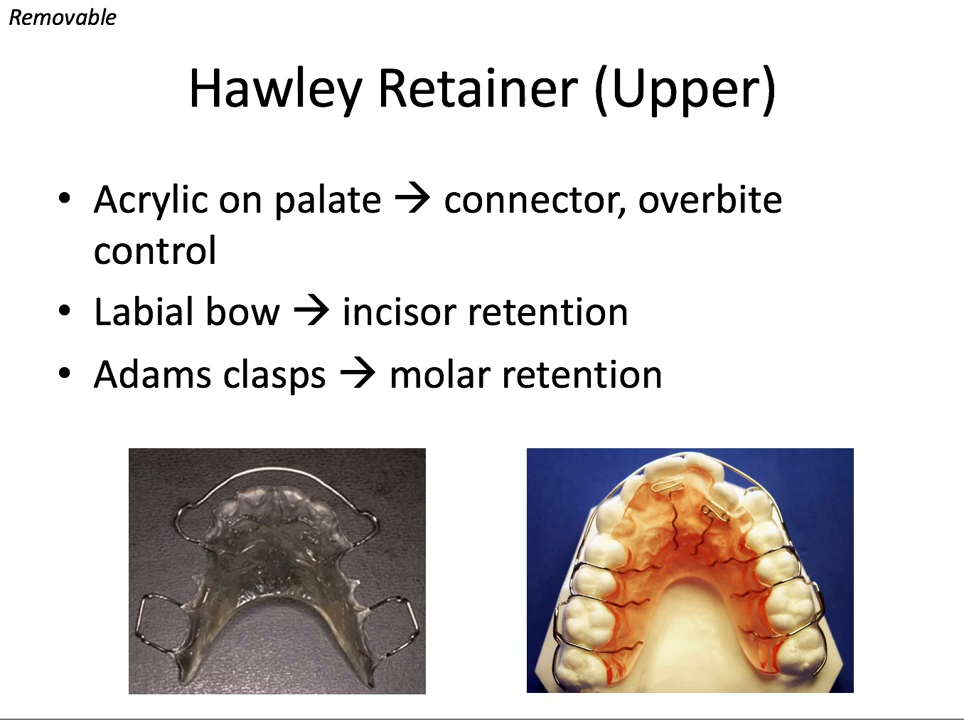 Removable
Hawley Retainer (Upper)
• Acrylic on palate → connector, overbite
control
• Labial bow → incisor retention
• Adams clasps → molar retention